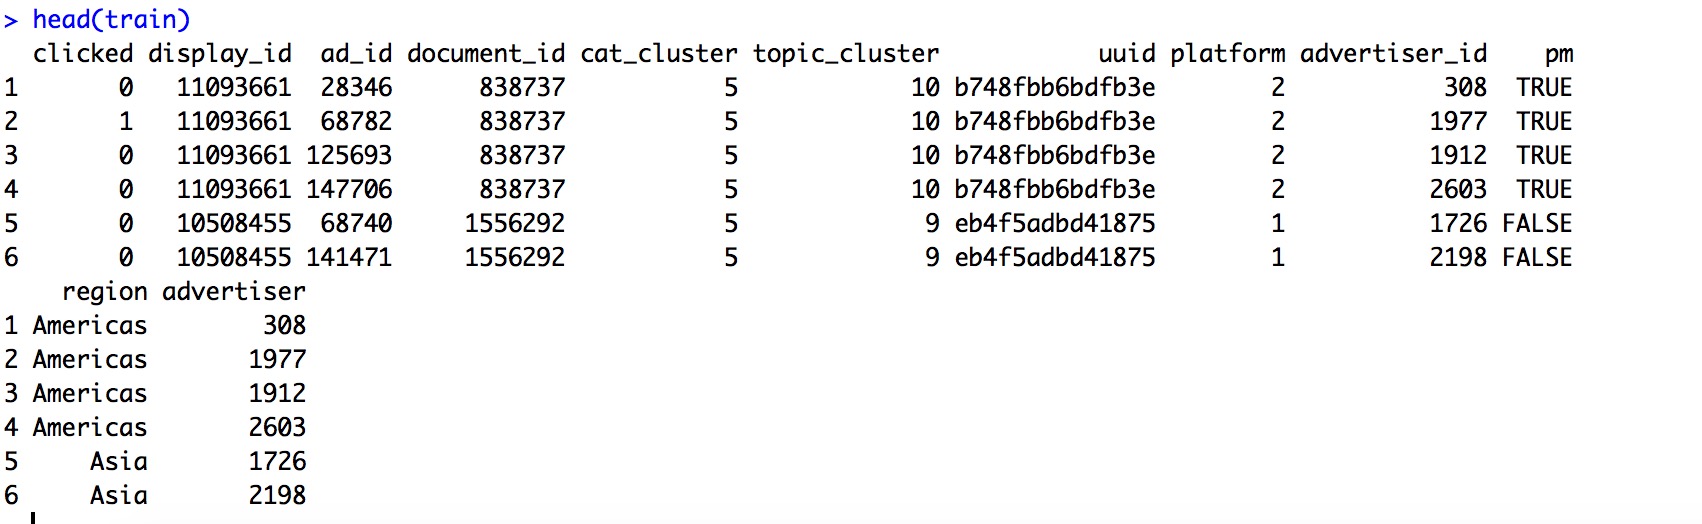 > head(train)
  clicked display_id  ad_id document_id cat_cluster topic_cluster           uuid platform advertiser_id    pm
1       0   11093661  28346      838737           5            10 b748fbb6bdfb3e        2           308  TRUE
2       1   11093661  68782      838737           5            10 b748fbb6bdfb3e        2          1977  TRUE
3       0   11093661 125693      838737           5            10 b748fbb6bdfb3e        2          1912  TRUE
4       0   11093661 147706      838737           5            10 b748fbb6bdfb3e        2          2603  TRUE
5       0   10508455  68740     1556292           5             9 eb4f5adbd41875        1          1726 FALSE
6       0   10508455 141471     1556292           5             9 eb4f5adbd41875        1          2198 FALSE
    region advertiser
1 Americas        308
2 Americas       1977
3 Americas       1912
4 Americas       2603
5     Asia       1726
6     Asia       2198